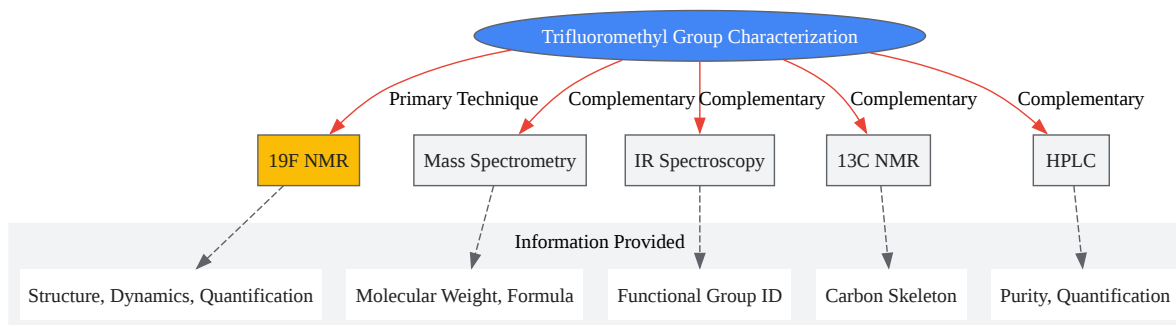 Trifluoromethyl Group Characterization
Primary Technique
Complementary
Complementary
Complementary
Complementary
19F NMR
Mass Spectrometry
IR Spectroscopy
13C NMR
HPLC
Information Provided
Structure, Dynamics, Quantification
Molecular Weight, Formula
Functional Group ID
Carbon Skeleton
Purity, Quantification